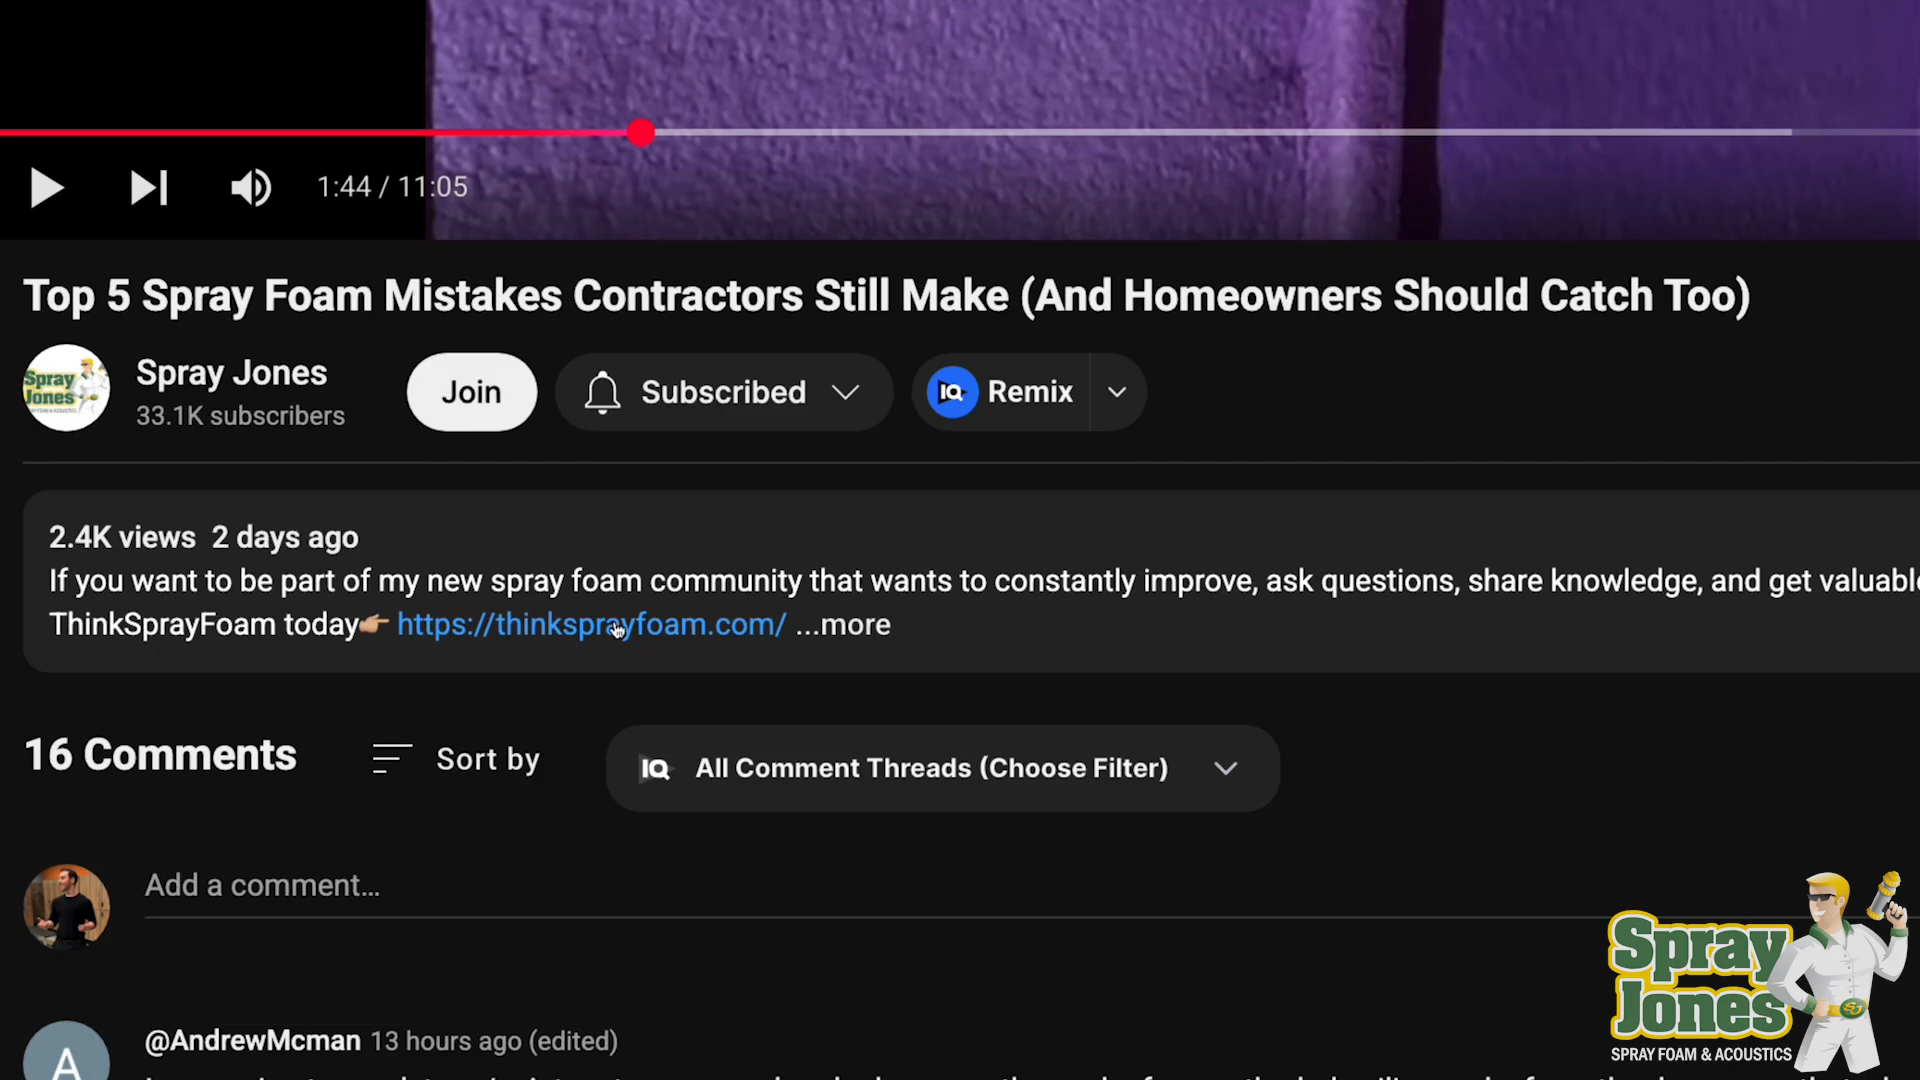 1:44 / 11:05
Top 5 Spray Foam Mistakes Contractors Still Make (And Homeowners Should Catch Too)
Spray Jones
33.1K subscribers
Join
Subscribed
IQ Remix
2.4K views 2 days ago
If you want to be part of my new spray foam community that wants to constantly improve, ask questions, share knowledge, and get valuable
ThinkSprayFoam today👉 https://thinksprayfoam.com/ ...more
16 Comments
Sort by
IQ All Comment Threads (Choose Filter)
Add a comment...
A
@AndrewMcman 13 hours ago (edited)
Spray
Jones
SJ
SPRAY FOAM & ACOUSTICS